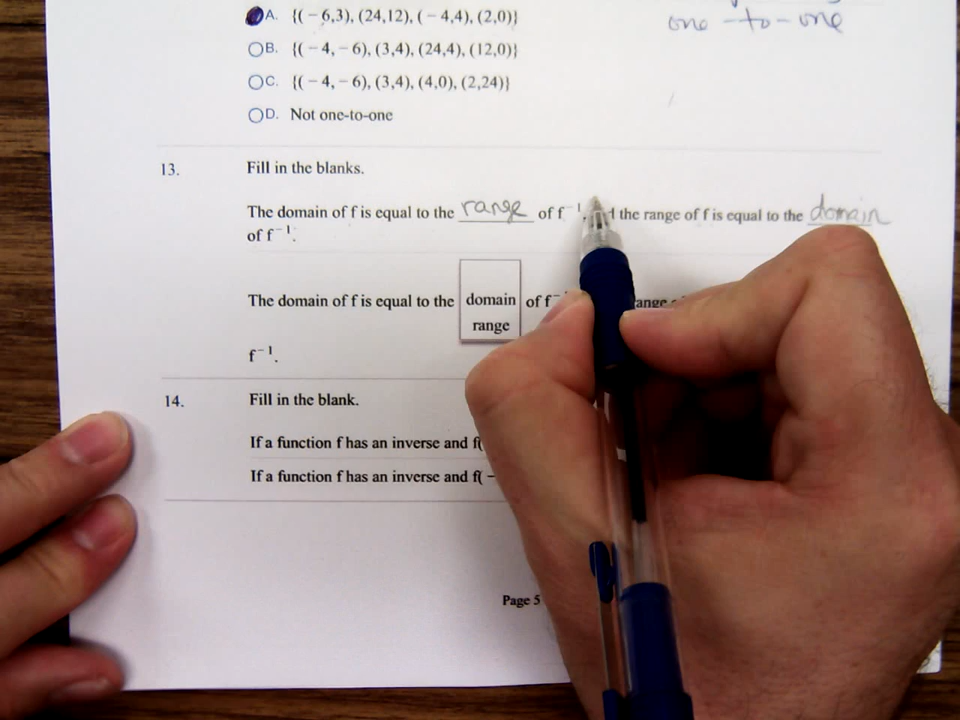 one-to-one
A. {(-6,3), (24,12), (-4,4), (2,0)}
B. {(-4,-6), (3,4), (24,4), (12,0)}
C. {(-4,-6), (3,4), (4,0), (2,24)}
D. Not one-to-one
13. Fill in the blanks.
The domain of f is equal to the range of f⁻¹, the range of f is equal to the domain
of f⁻¹.
The domain of f is equal to the domain of f
range
f⁻¹.
14. Fill in the blank.
If a function f has an inverse and f(
If a function f has an inverse and f(-
Page 5